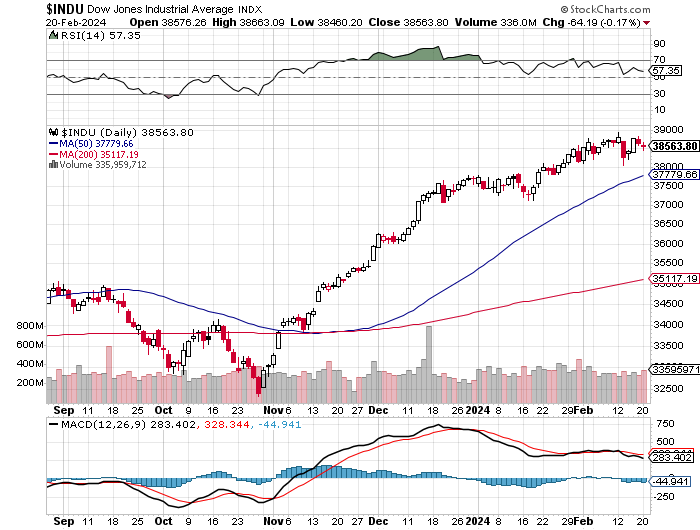 $INDU Dow Jones Industrial Average INDX © StockCharts.com
20-Feb-2024 Open 38576.26 High 38663.09 Low 38460.20 Close 38563.80 Volume 336.0M Chg -64.19 (-0.17%)
RSI(14) 57.35
90
70
57.35
50
30
10
$INDU (Daily) 38563.80
MA(50) 37779.66
MA(200) 35117.19
Volume 335,959,712
39000
38563.80
38000
37779.66
37500
37000
36500
36000
35500
35117.19
34500
34000
33500
33000
33595971
32500
800M
600M
400M
200M
Sep 11 18 25 Oct 9 16 23 Nov 6 13 20 27 Dec 11 18 26 2024 8 16 22 29 Feb 12 20
MACD(12,26,9) 283.402, 328.344, -44.941
750
500
283.402
-44.941
Sep 11 18 25 Oct 9 16 23 Nov 6 13 20 27 Dec 11 18 26 2024 8 16 22 29 Feb 12 20